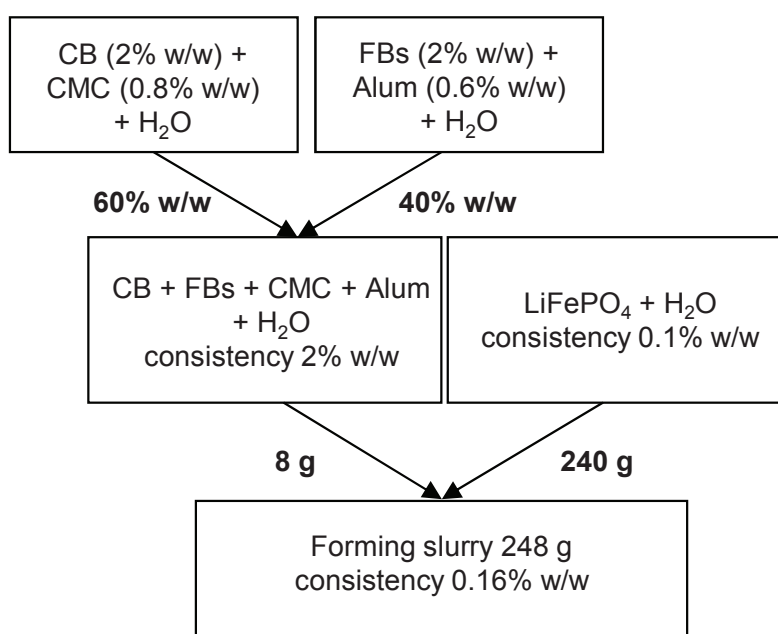 CB (2% w/w) +
CMC (0.8% w/w)
+ H₂O
FBs (2% w/w) +
Alum (0.6% w/w)
+ H₂O
60% w/w
40% w/w
CB + FBs + CMC + Alum
+ H₂O
consistency 2% w/w
LiFePO₄ + H₂O
consistency 0.1% w/w
8 g
240 g
Forming slurry 248 g
consistency 0.16% w/w